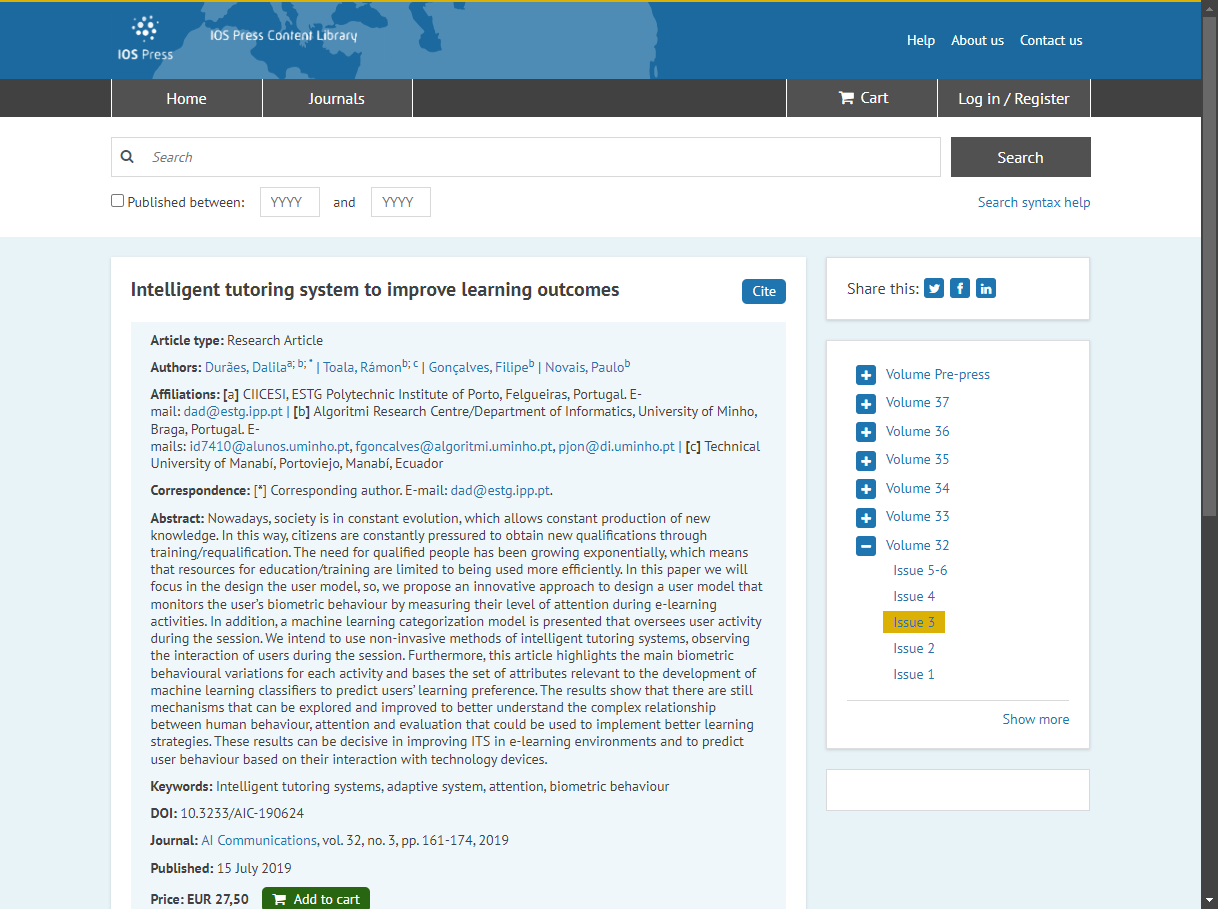 IOS Press
IOS Press Content Library
Help
About us
Contact us
Home
Journals
Cart
Log in / Register
Search
Search
Published between:
YYYY
and
YYYY
Search syntax help
Intelligent tutoring system to improve learning outcomes
Cite
Article type: Research Article
Authors: Durães, Dalila a; b; * | Toala, Rámon b; c | Gonçalves, Filipe b | Novais, Paulo b
Affiliations: [a] CIICESI, ESTG Polytechnic Institute of Porto, Felgueiras, Portugal. E-
mail: dad@estg.ipp.pt | [b] Algoritmi Research Centre/Department of Informatics, University of Minho,
Braga, Portugal. E-
mails: id7410@alunos.uminho.pt, fgoncalves@algoritmi.uminho.pt, pjon@di.uminho.pt | [c] Technical
University of Manabí, Portoviejo, Manabí, Ecuador
Correspondence: [*] Corresponding author. E-mail: dad@estg.ipp.pt.
Abstract: Nowadays, society is in constant evolution, which allows constant production of new
knowledge. In this way, citizens are constantly pressured to obtain new qualifications through
training/requalification. The need for qualified people has been growing exponentially, which means
that resources for education/training are limited to being used more efficiently. In this paper we will
focus in the design the user model, so, we propose an innovative approach to design a user model that
monitors the user's biometric behaviour by measuring their level of attention during e-learning
activities. In addition, a machine learning categorization model is presented that oversees user activity
during the session. We intend to use non-invasive methods of intelligent tutoring systems, observing
the interaction of users during the session. Furthermore, this article highlights the main biometric
behavioural variations for each activity and bases the set of attributes relevant to the development of
machine learning classifiers to predict users' learning preference. The results show that there are still
mechanisms that can be explored and improved to better understand the complex relationship
between human behaviour, attention and evaluation that could be used to implement better learning
strategies. These results can be decisive in improving ITS in e-learning environments and to predict
user behaviour based on their interaction with technology devices.
Keywords: Intelligent tutoring systems, adaptive system, attention, biometric behaviour
DOI: 10.3233/AIC-190624
Journal: AI Communications, vol. 32, no. 3, pp. 161-174, 2019
Published: 15 July 2019
Price: EUR 27,50
Add to cart
Share this:
Volume Pre-press
Volume 37
Volume 36
Volume 35
Volume 34
Volume 33
Volume 32
Issue 5-6
Issue 4
Issue 3
Issue 2
Issue 1
Show more